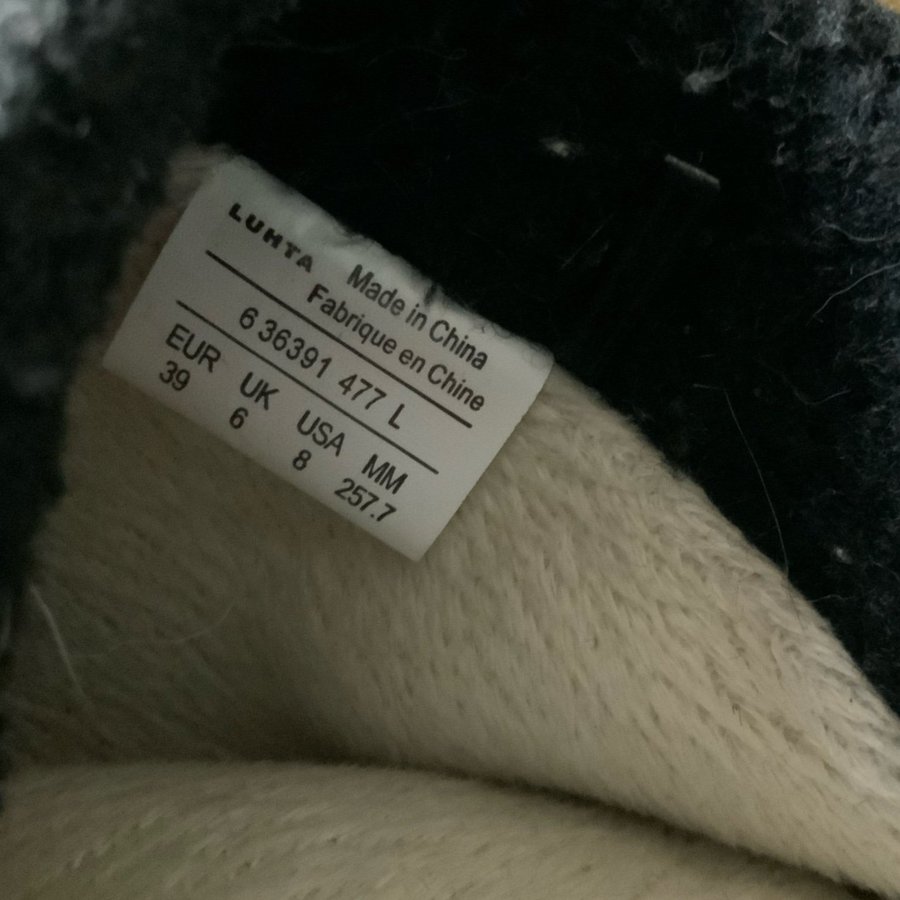 LUHTA
Made in China
Fabrique en Chine
6 36391 477 L
EUR UK USA MM
39 6 8 257.7